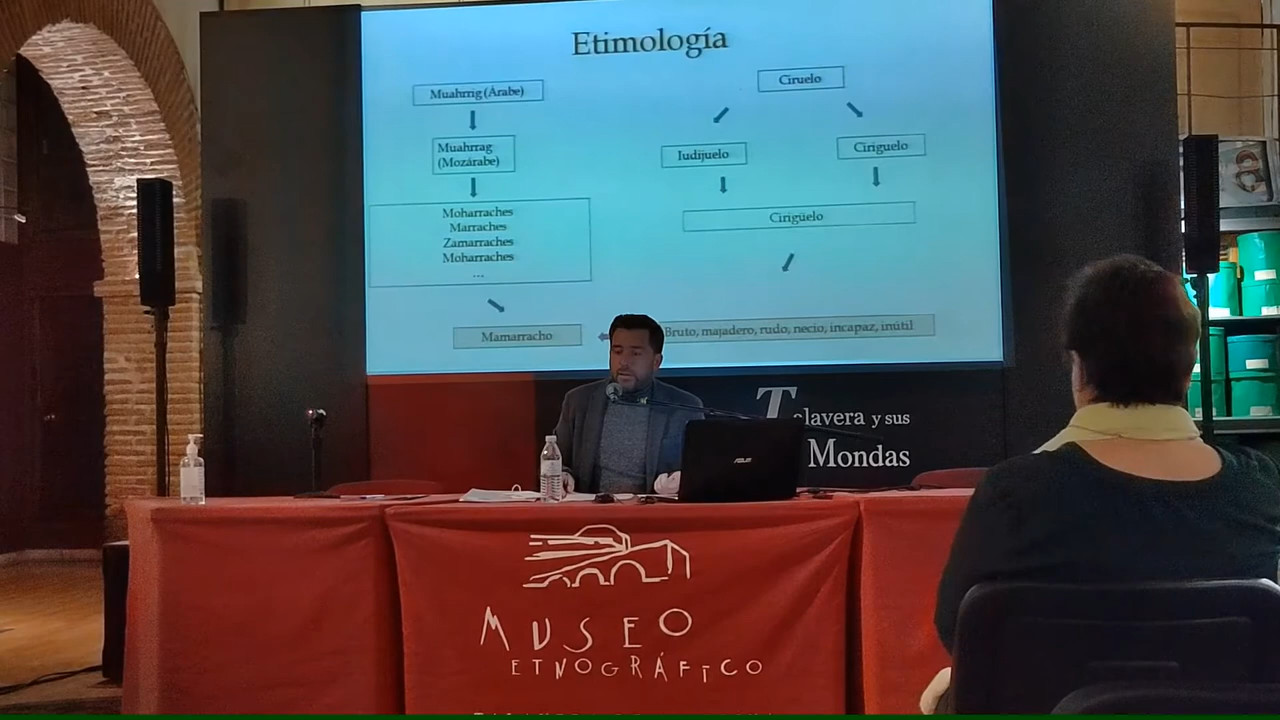 Etimología
Muahrrig (Árabe)
Muahrrag
(Mozárabe)
Moharraches
Marraches
Zamarraches
Moharraches
...
Mamarracho
Ciruelo
Iudijuelo
Ciriguelo
Cirigüelo
Bruto, majadero, rudo, necio, incapaz, inútil
Talavera y sus
Mondas
ASUS
MUSEO
ETNOGRÁFICO